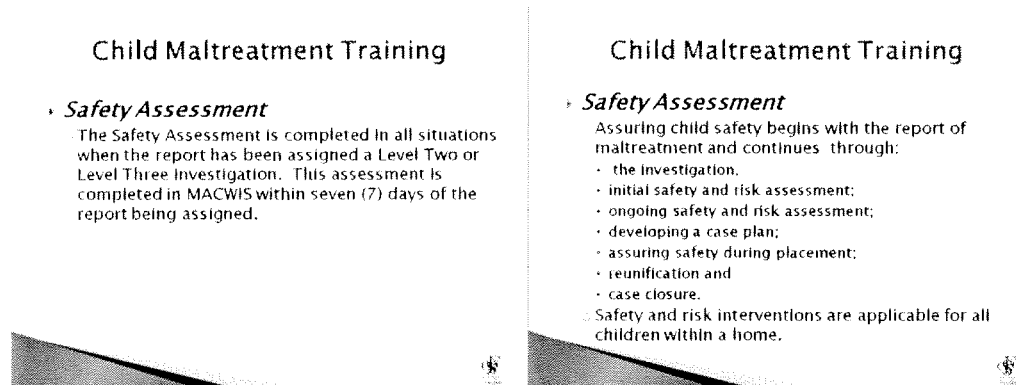 Child Maltreatment Training
Safety Assessment
The Safety Assessment is completed in all situations
when the report has been assigned a Level Two or
Level Three Investigation. This assessment is
completed in MACWIS within seven (7) days of the
report being assigned.
Child Maltreatment Training
Safety Assessment
Assuring child safety begins with the report of
maltreatment and continues through:
· the investigation,
· initial safety and risk assessment;
· ongoing safety and risk assessment;
· developing a case plan;
· assuring safety during placement;
· reunification and
· case closure.
Safety and risk interventions are applicable for all
children within a home.